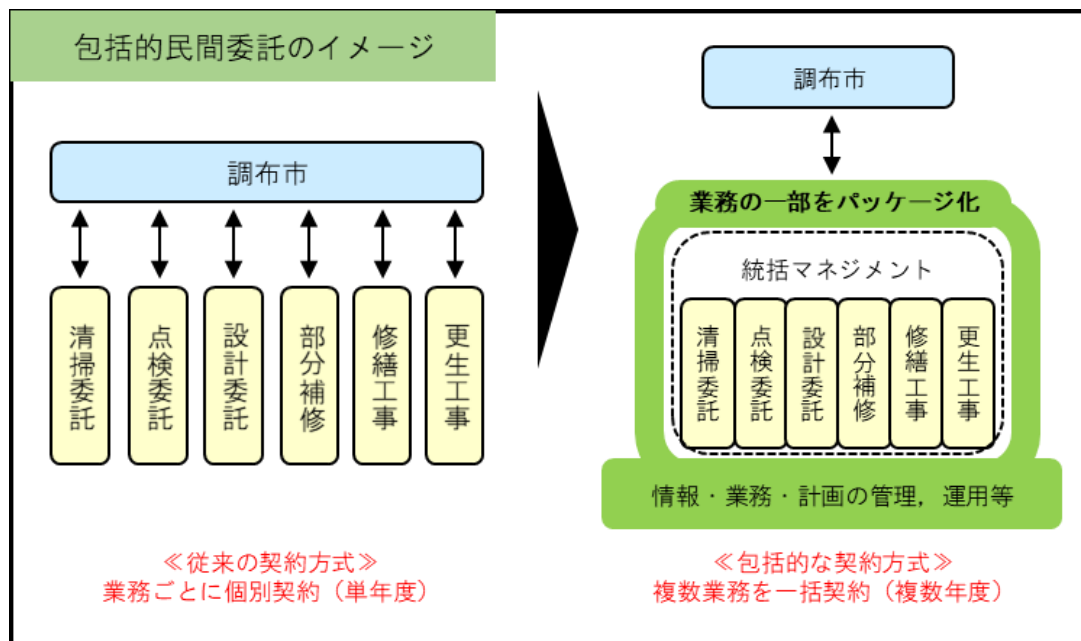 包括的民間委託のイメージ
調布市
清掃委託
点検委託
設計委託
部分補修
修繕工事
更生工事
≪従来の契約方式≫
業務ごとに個別契約（単年度）
調布市
業務の一部をパッケージ化
統括マネジメント
清掃委託
点検委託
設計委託
部分補修
修繕工事
更生工事
情報・業務・計画の管理，運用等
≪包括的な契約方式≫
複数業務を一括契約（複数年度）